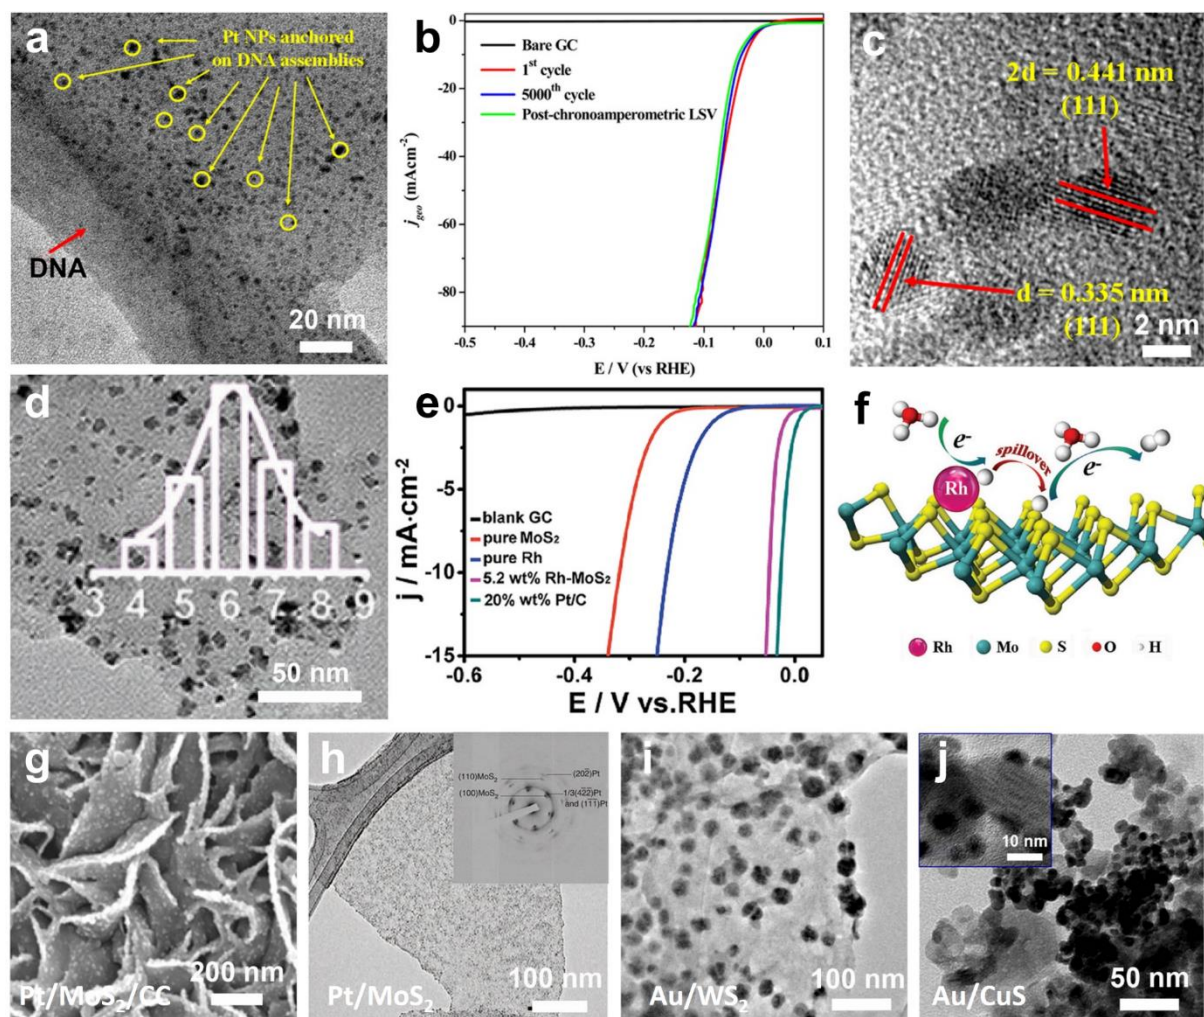 a
Pt NPs anchored
on DNA assemblies
DNA
20 nm
b
0
-20
-40
-60
-80
j_geo (mAcm⁻²)
Bare GC
1ˢᵗ cycle
5000ᵗʰ cycle
Post-chronoamperometric LSV
-0.5 -0.4 -0.3 -0.2 -0.1 0.0 0.1
E / V (vs RHE)
c
2d = 0.441 nm
(111)
d = 0.335 nm
(111)
2 nm
d
3 4 5 6 7 8 9
50 nm
e
0
-5
-10
-15
j / mA·cm⁻²
blank GC
pure MoS₂
pure Rh
5.2 wt% Rh-MoS₂
20% wt% Pt/C
-0.6 -0.4 -0.2 0.0
E / V vs.RHE
f
e⁻ spillover e⁻
Rh
Rh Mo S O H
g
200 nm
Pt/MoS₂/CC
h
(110)MoS₂ (202̄)Pt
(100)MoS₂ 1/3(42̄2̄)Pt
and (11̄1)Pt
100 nm
Pt/MoS₂
i
100 nm
Au/WS₂
j
10 nm
50 nm
Au/CuS